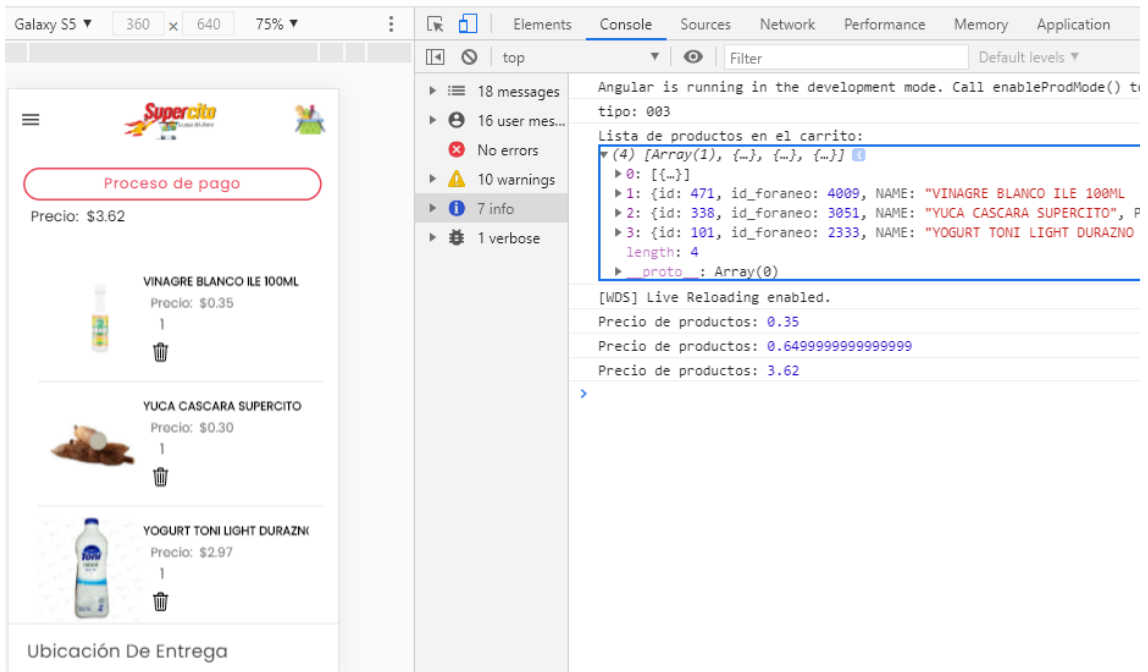 Galaxy S5 ▼ 360 × 640 75% ▼
Elements Console Sources Network Performance Memory Application
top ▼ Filter Default levels ▼
Supercito
Proceso de pago
Precio: $3.62
VINAGRE BLANCO ILE 100ML
Precio: $0.35
1
YUCA CASCARA SUPERCITO
Precio: $0.30
1
YOGURT TONI LIGHT DURAZN
Toni
Precio: $2.97
1
Ubicación De Entrega
18 messages
16 user mes...
No errors
10 warnings
7 info
1 verbose
Angular is running in the development mode. Call enableProdMode() to
tipo: 003
Lista de productos en el carrito:
▼(4) [Array(1), {…}, {…}, {…}] i
▶0: [{…}]
▶1: {id: 471, id_foraneo: 4009, NAME: "VINAGRE BLANCO ILE 100ML
▶2: {id: 338, id_foraneo: 3051, NAME: "YUCA CASCARA SUPERCITO", P
▶3: {id: 101, id_foraneo: 2333, NAME: "YOGURT TONI LIGHT DURAZNO
length: 4
▶__proto__: Array(0)
[WDS] Live Reloading enabled.
Precio de productos: 0.35
Precio de productos: 0.6499999999999999
Precio de productos: 3.62
>